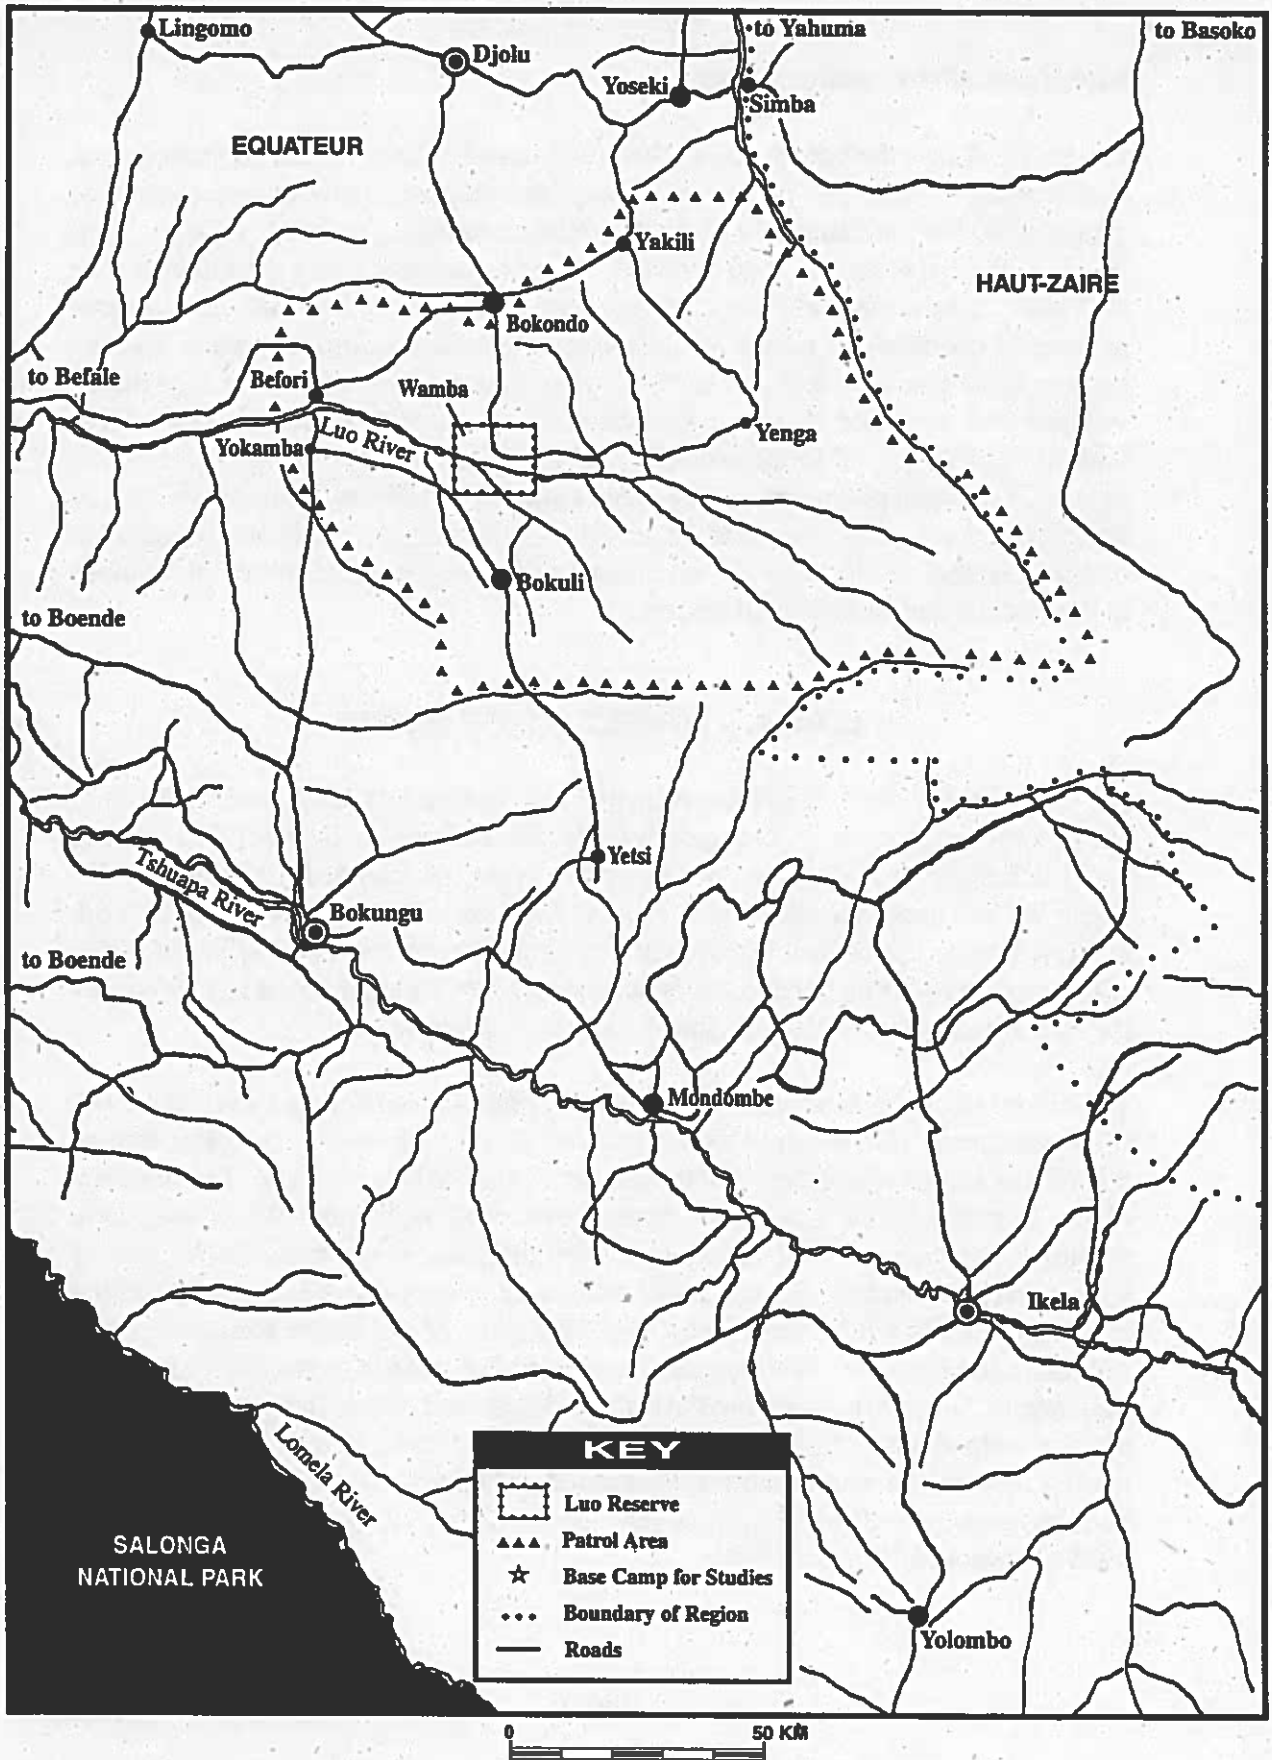 Lingomo
to Yahuma
to Basoko
Djolu
Yoseki
Simba
EQUATEUR
Yakili
HAUT-ZAIRE
Bokondo
to Befale
Befori
Wamba
Luo River
Yenga
Yokamba
Bokuli
to Boende
Yetsi
Tshuapa River
Bokungu
to Boende
Mondombe
Ikela
Lomela River
SALONGA
NATIONAL PARK
KEY
Luo Reserve
Patrol Area
Base Camp for Studies
Boundary of Region
Roads
Yolombo
0 50 KM